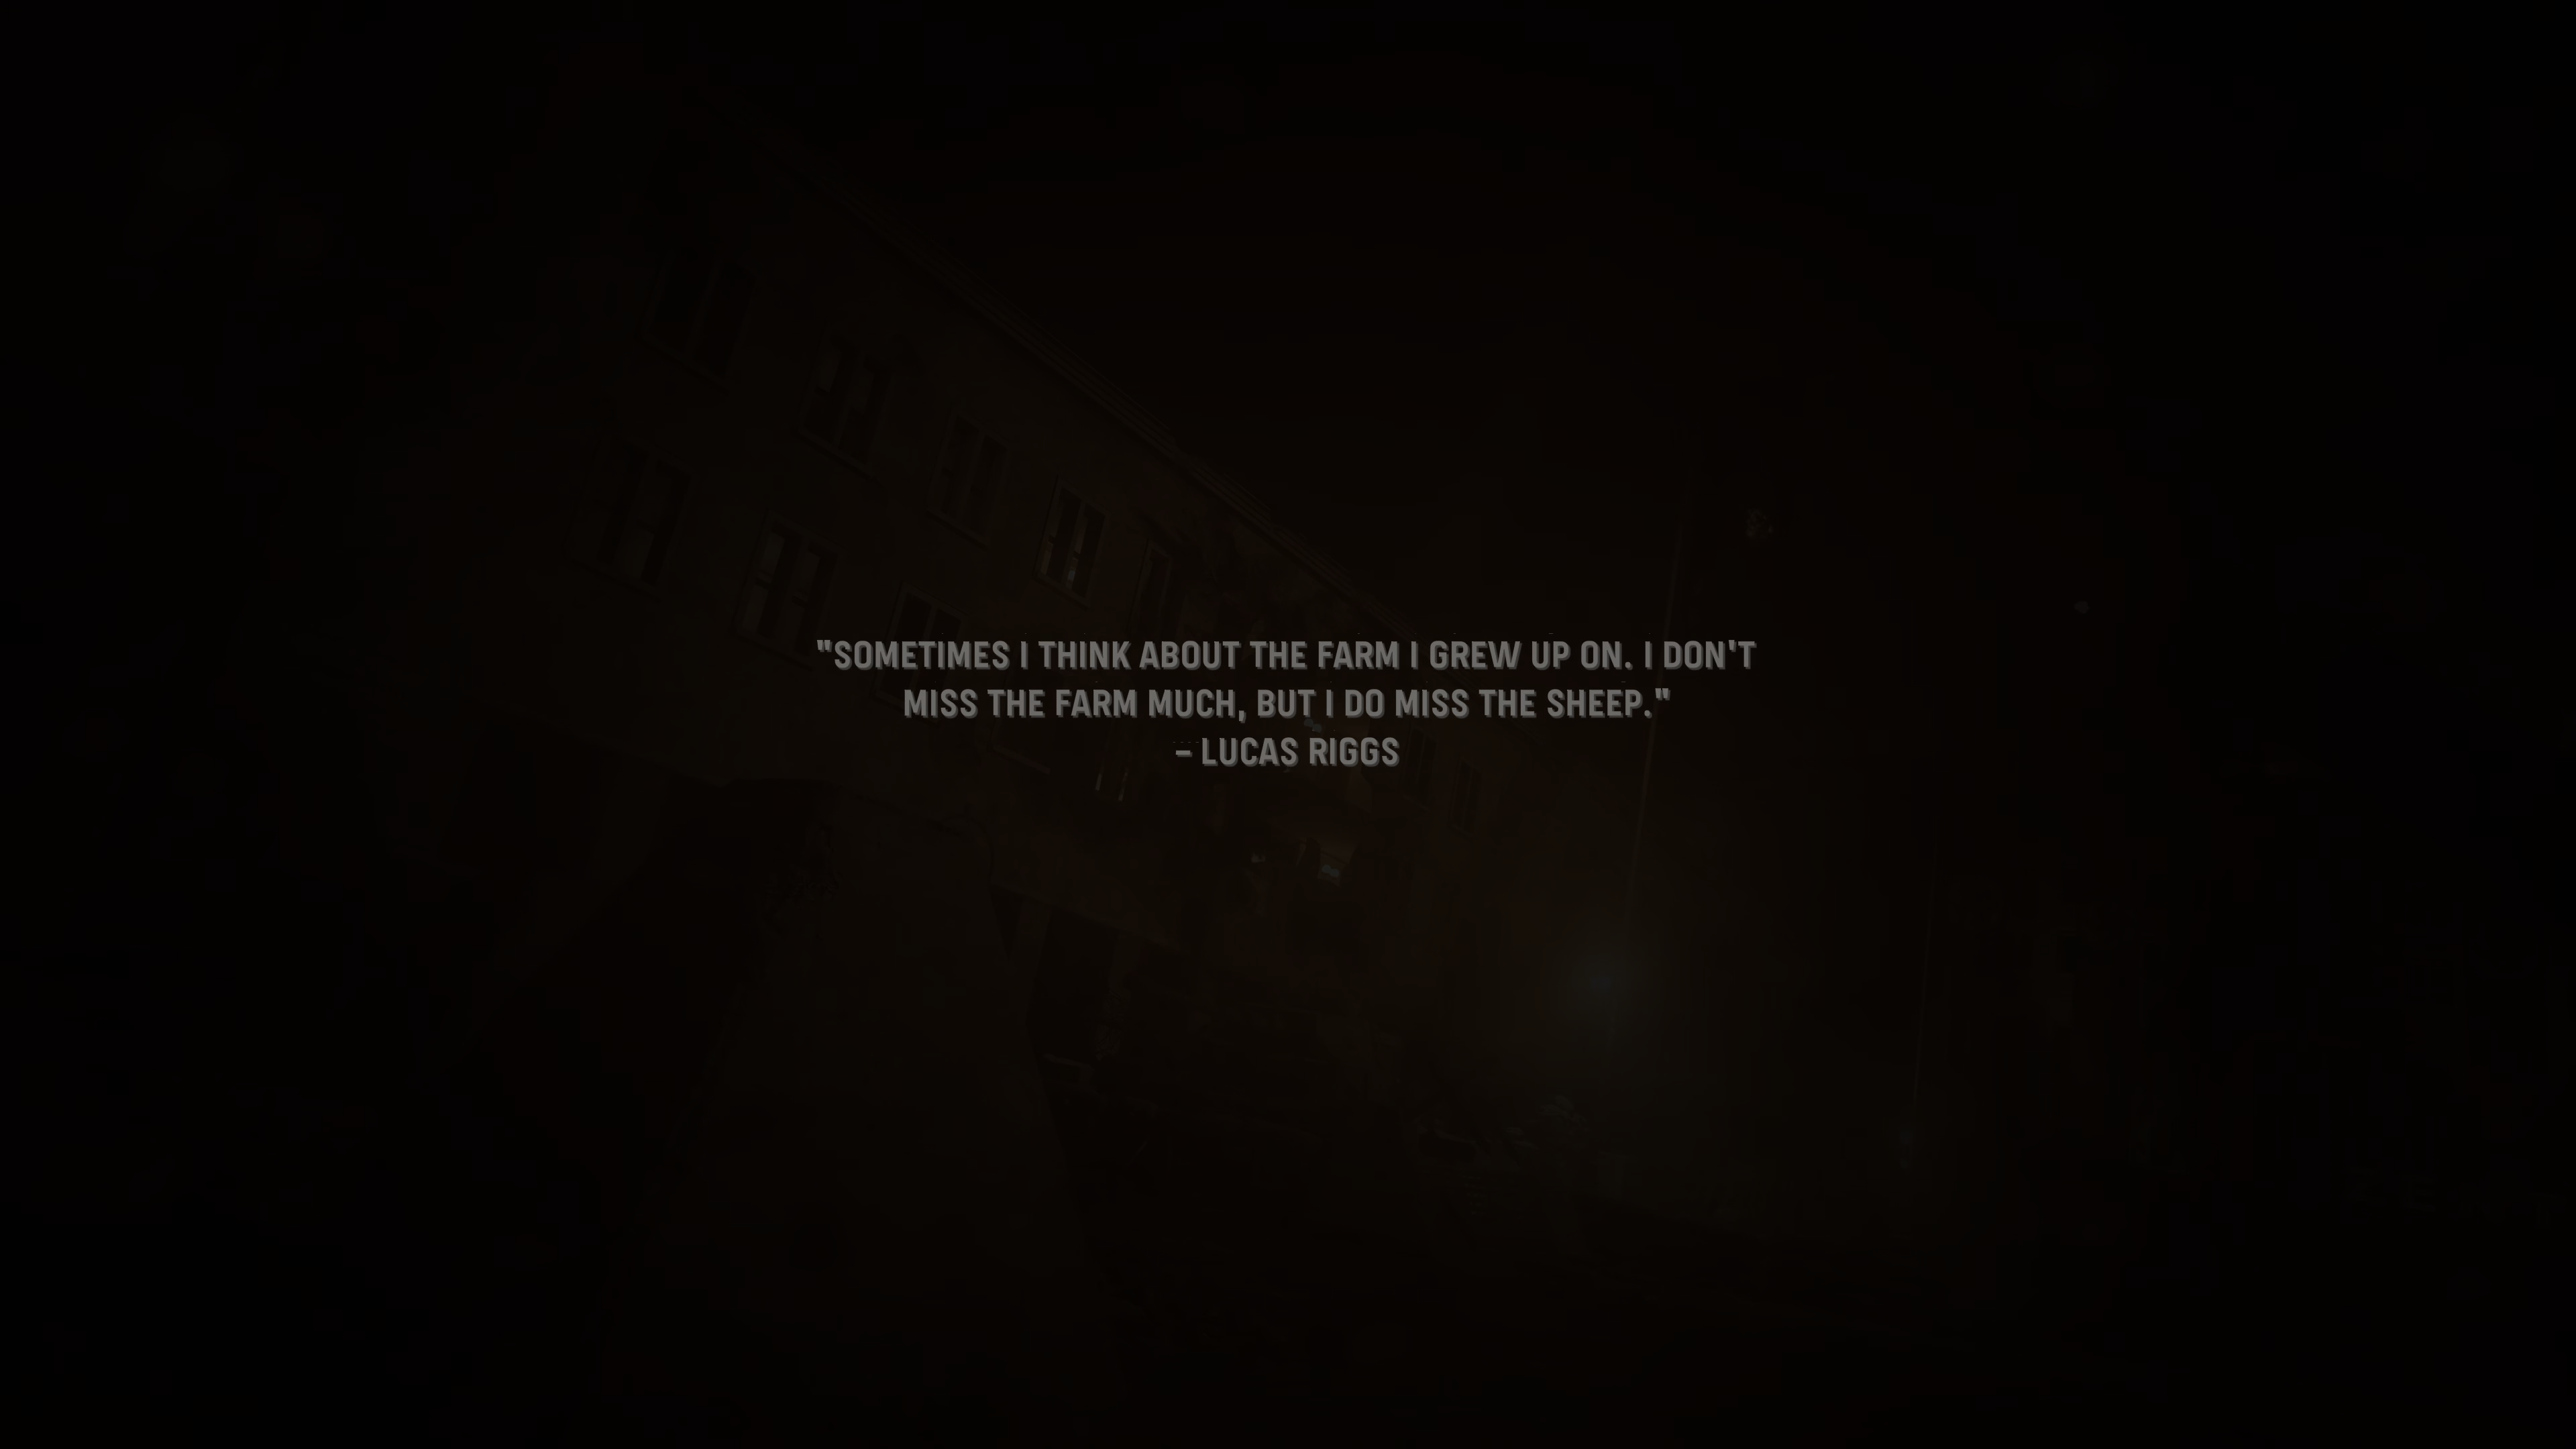 "SOMETIMES I THINK ABOUT THE FARM I GREW UP ON. I DON'T
MISS THE FARM MUCH, BUT I DO MISS THE SHEEP."
– LUCAS RIGGS